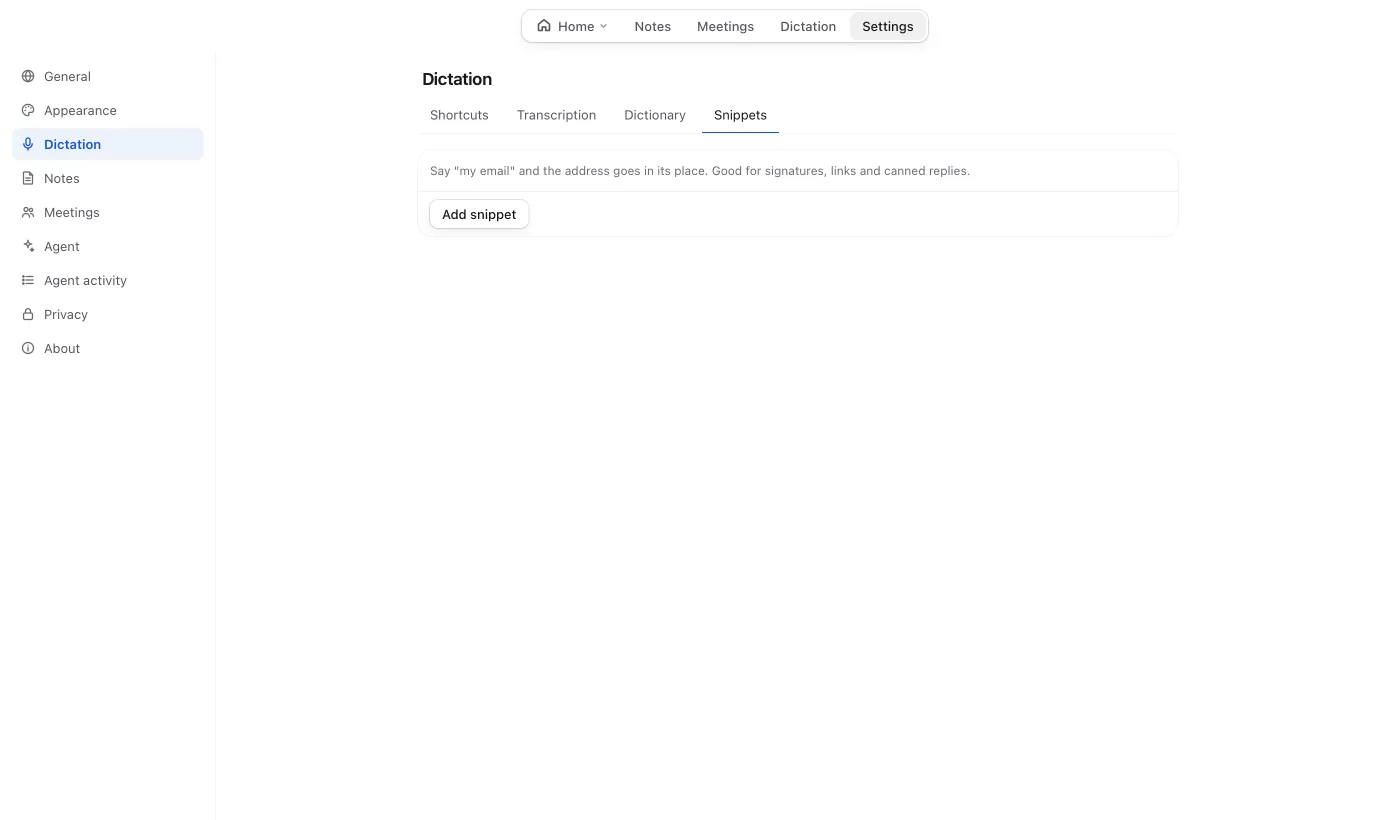 Home
Notes
Meetings
Dictation
Settings
General
Appearance
Dictation
Notes
Meetings
Agent
Agent activity
Privacy
About
Dictation
Shortcuts
Transcription
Dictionary
Snippets
Say "my email" and the address goes in its place. Good for signatures, links and canned replies.
Add snippet